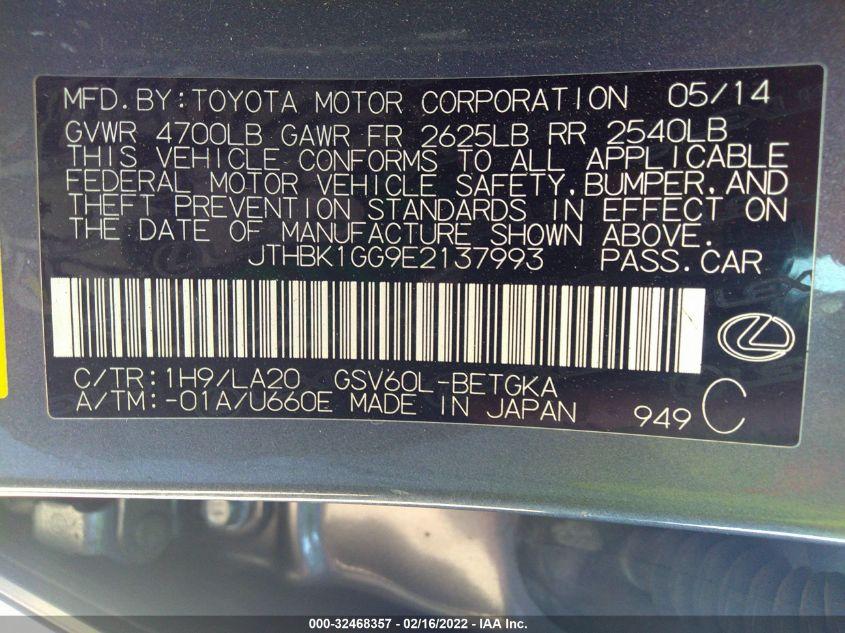 MFD.BY:TOYOTA MOTOR CORPORATION 05/14
GVWR 4700LB GAWR FR 2625LB RR 2540LB
THIS VEHICLE CONFORMS TO ALL APPLICABLE
FEDERAL MOTOR VEHICLE SAFETY,BUMPER,AND
THEFT PREVENTION STANDARDS IN EFFECT ON
THE DATE OF MANUFACTURE SHOWN ABOVE.
JTHBK1GG9E2137993 PASS.CAR
C/TR:1H9/LA20 GSV60L-BETGKA
A/TM:-01A/U660E MADE IN JAPAN 949 C
000-32468357 - 02/16/2022 - IAA Inc.